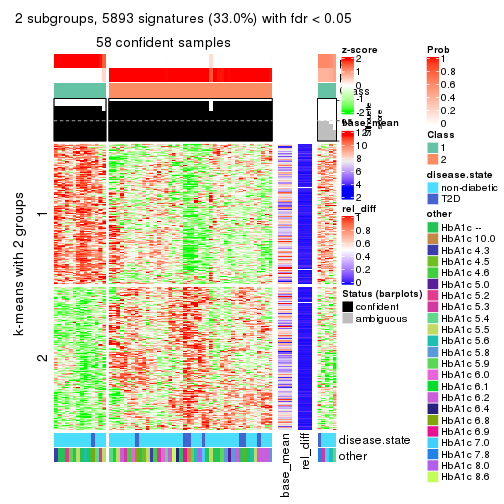 2 subgroups, 5893 signatures (33.0%) with fdr < 0.05
58 confident samples
k-means with 2 groups
1
2
base_mean
rel_diff
disease.state
other
z-score
2
1
-1
-2
Class
Silhouette
score
base_mean
12
10
8
6
4
2
rel_diff
1
0.8
0.6
0.4
0.2
0
Status (barplots)
confident
ambiguous
Prob
1
0.8
0.6
0.4
0.2
0
Class
1
2
disease.state
non-diabetic
T2D
other
HbA1c --
HbA1c 10.0
HbA1c 4.3
HbA1c 4.5
HbA1c 4.6
HbA1c 5.0
HbA1c 5.2
HbA1c 5.3
HbA1c 5.4
HbA1c 5.5
HbA1c 5.6
HbA1c 5.8
HbA1c 5.9
HbA1c 6.0
HbA1c 6.1
HbA1c 6.2
HbA1c 6.4
HbA1c 6.8
HbA1c 6.9
HbA1c 7.0
HbA1c 7.8
HbA1c 8.0
HbA1c 8.6